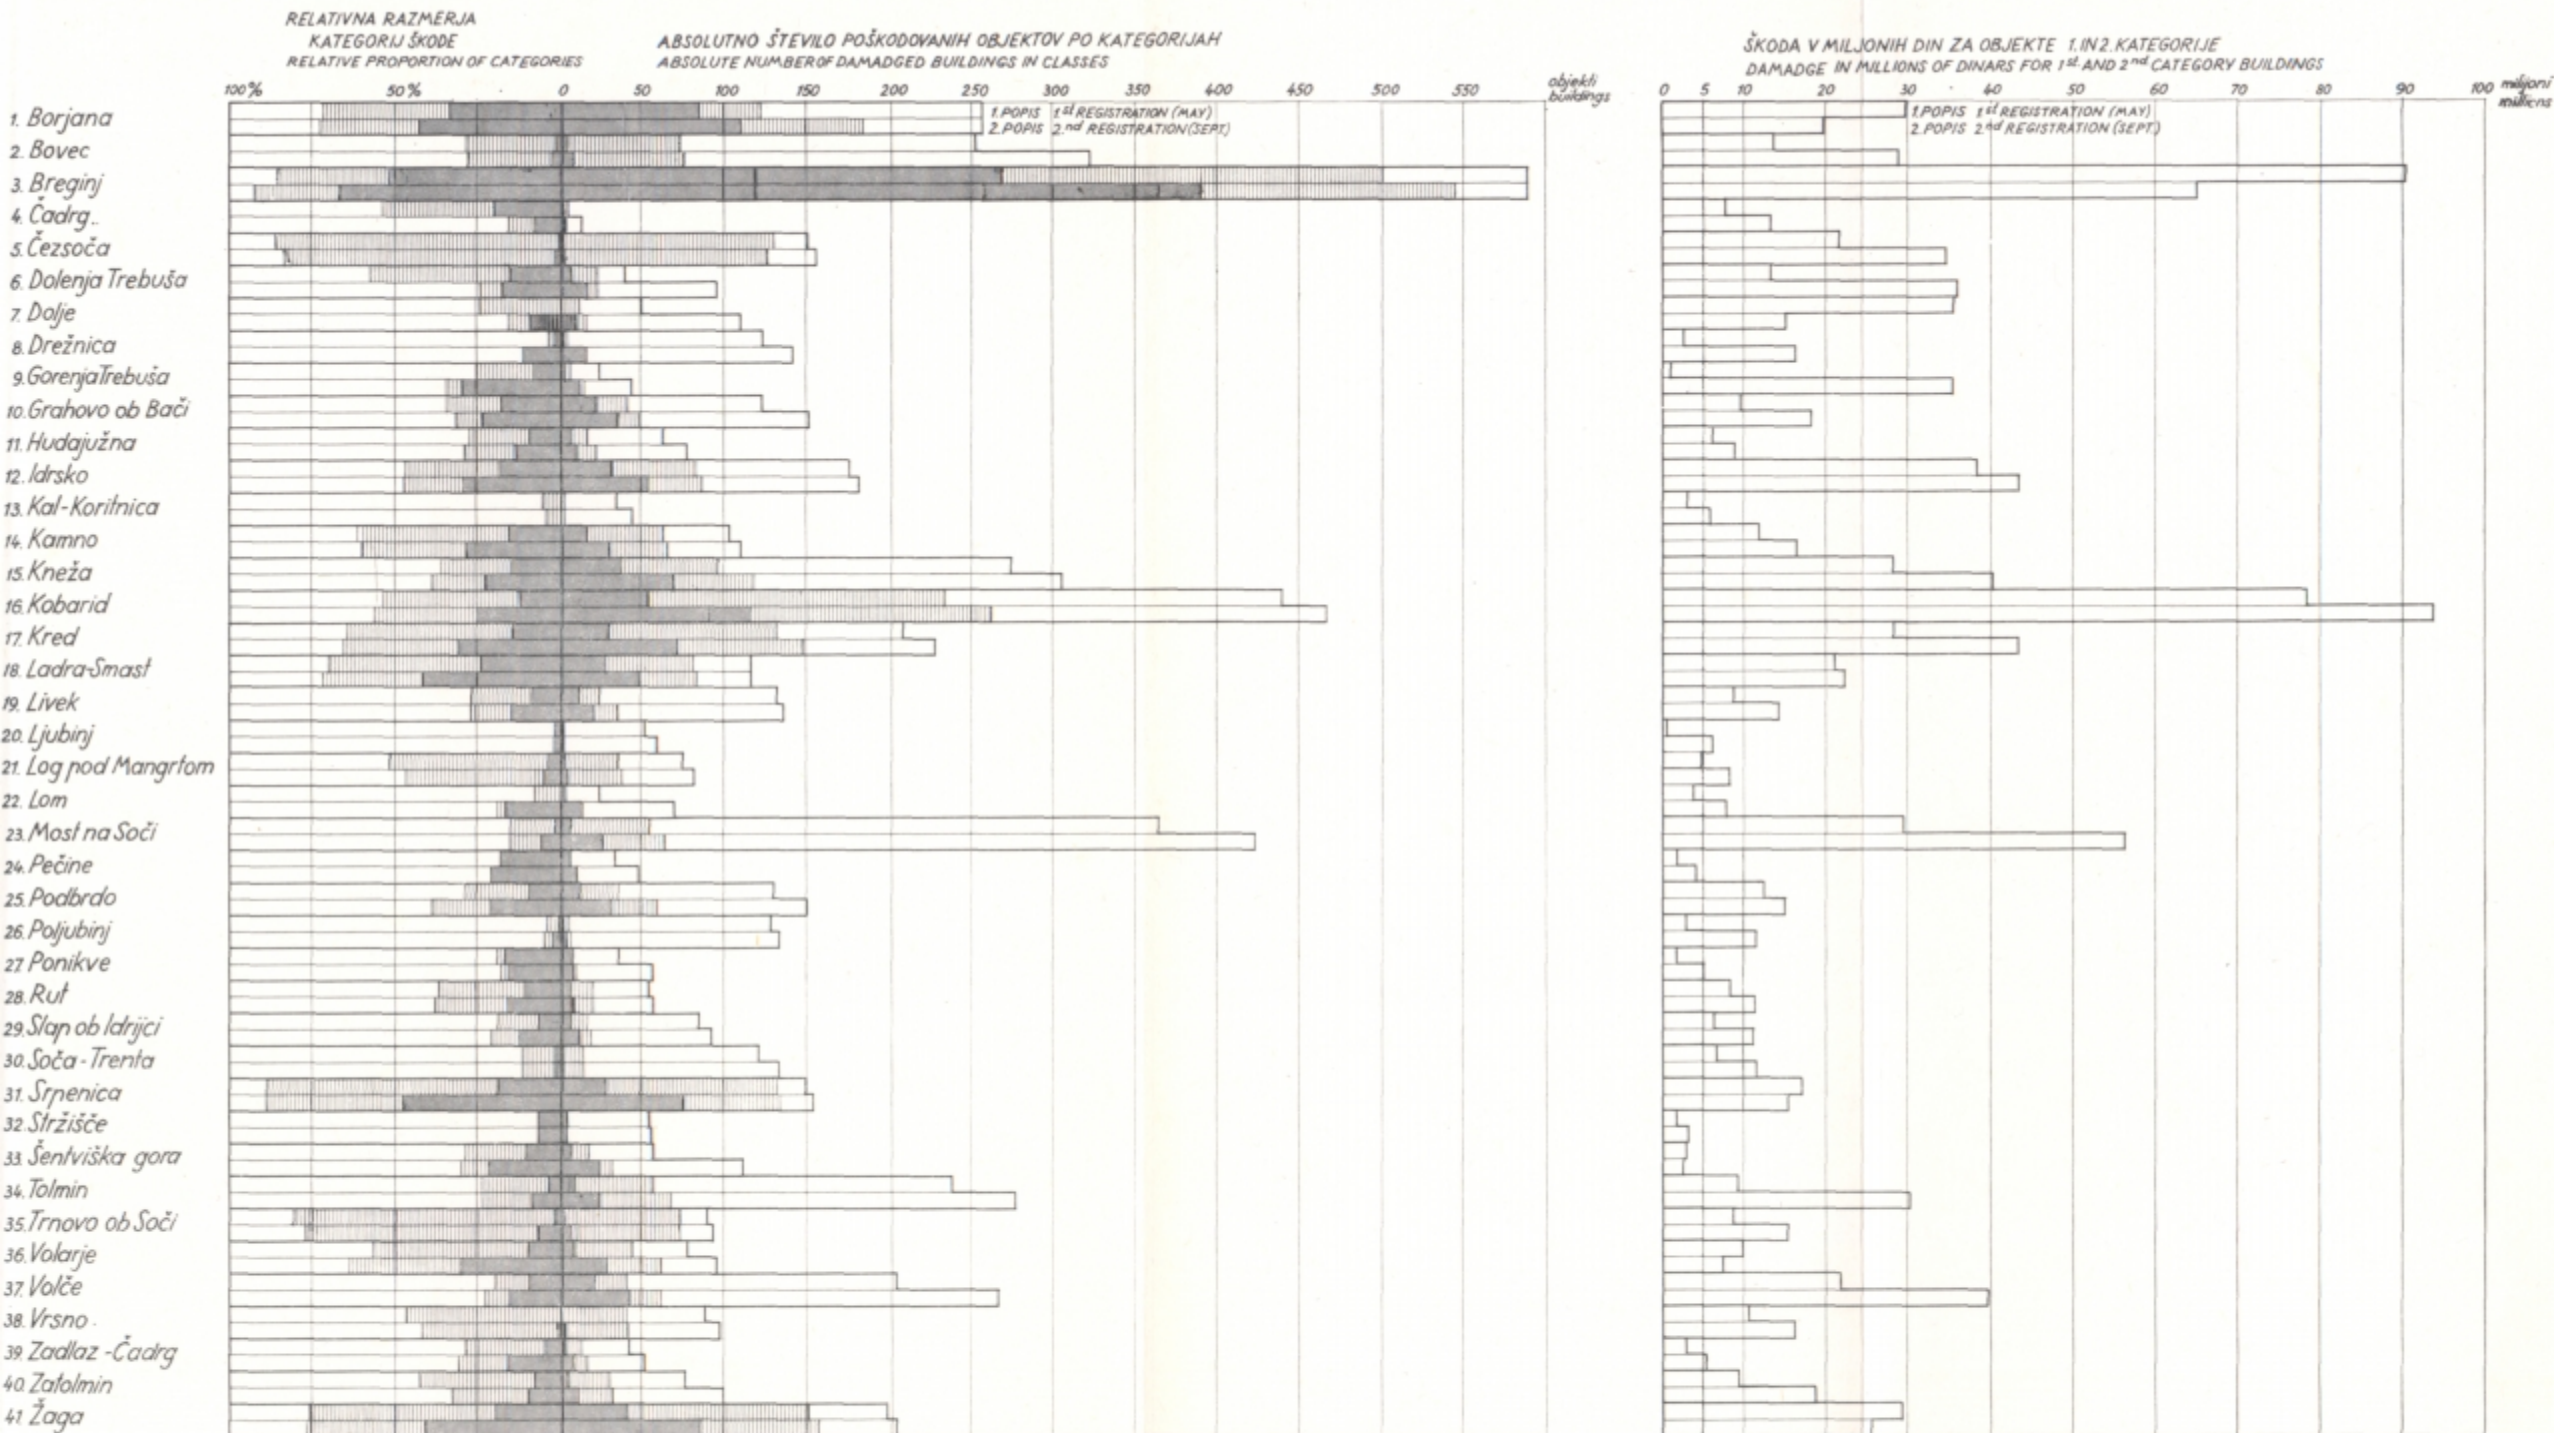 RELATIVNA RAZMERJA
KATEGORIJ ŠKODE
RELATIVE PROPORTION OF CATEGORIES
ABSOLUTNO ŠTEVILO POŠKODOVANIH OBJEKTOV PO KATEGORIJAH
ABSOLUTE NUMBER OF DAMADGED BUILDINGS IN CLASSES
ŠKODA V MILJONIH DIN ZA OBJEKTE 1. IN 2. KATEGORIJE
DAMADGE IN MILLIONS OF DINARS FOR 1st. AND 2nd CATEGORY BUILDINGS
100% 50% 0 50 100 150 200 250 300 350 400 450 500 550 objekti
buildings
0 5 10 20 30 40 50 60 70 80 90 100 milijoni
millions
1. POPIS 1st REGISTRATION (MAY)
2. POPIS 2.nd REGISTRATION (SEPT.)
1. POPIS 1st REGISTRATION (MAY)
2. POPIS 2nd REGISTRATION (SEPT.)
1. Borjana
2. Bovec
3. Breginj
4. Čadrg..
5. Čezsoča
6. Dolenja Trebuša
7. Dolje
8. Drežnica
9. Gorenja Trebuša
10. Grahovo ob Bači
11. Hudajužna
12. Idrsko
13. Kal-Koritnica
14. Kamno
15. Kneža
16. Kobarid
17. Kred
18. Ladra-Smast
19. Livek
20. Ljubinj
21. Log pod Mangrtom
22. Lom
23. Most na Soči
24. Pečine
25. Podbrdo
26. Poljubinj
27. Ponikve
28. Rut
29. Slap ob Idrijci
30. Soča - Trenta
31. Srpenica
32. Stržišče
33. Šentviška gora
34. Tolmin
35. Trnovo ob Soči
36. Volarje
37. Volče
38. Vrsno
39. Zadlaz - Čadrg
40. Zatolmin
41. Žaga